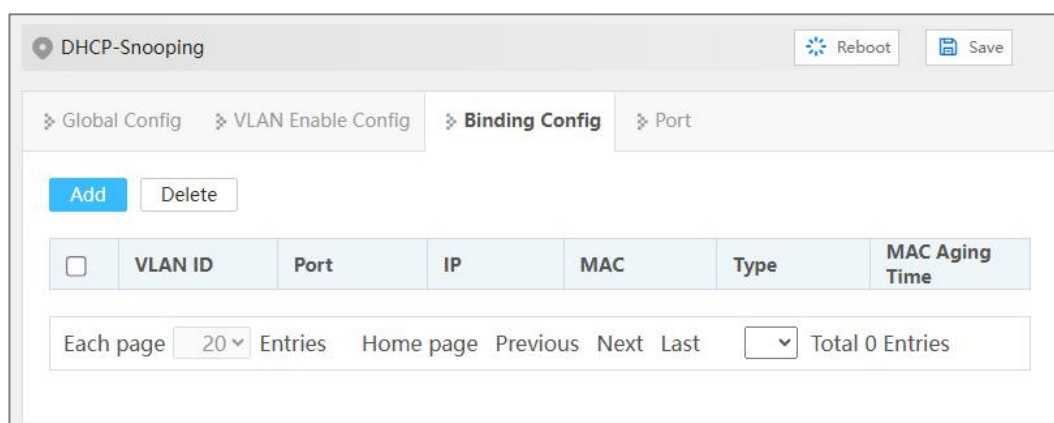 DHCP-Snooping Reboot Save
Global Config VLAN Enable Config Binding Config Port
Add Delete
VLAN ID Port IP MAC Type MAC Aging Time
Each page 20 Entries Home page Previous Next Last Total 0 Entries